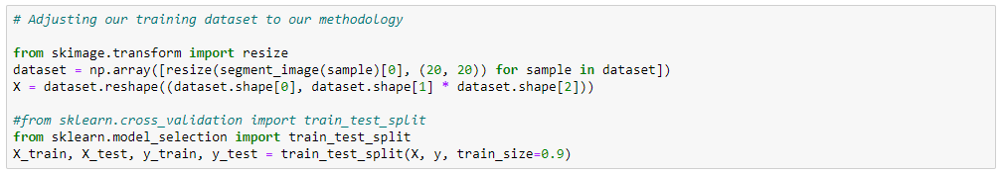 # Adjusting our training dataset to our methodology
from skimage.transform import resize
dataset = np.array([resize(segment_image(sample)[0], (20, 20)) for sample in dataset])
X = dataset.reshape((dataset.shape[0], dataset.shape[1] * dataset.shape[2]))
#from sklearn.cross_validation import train_test_split
from sklearn.model_selection import train_test_split
X_train, X_test, y_train, y_test = train_test_split(X, y, train_size=0.9)